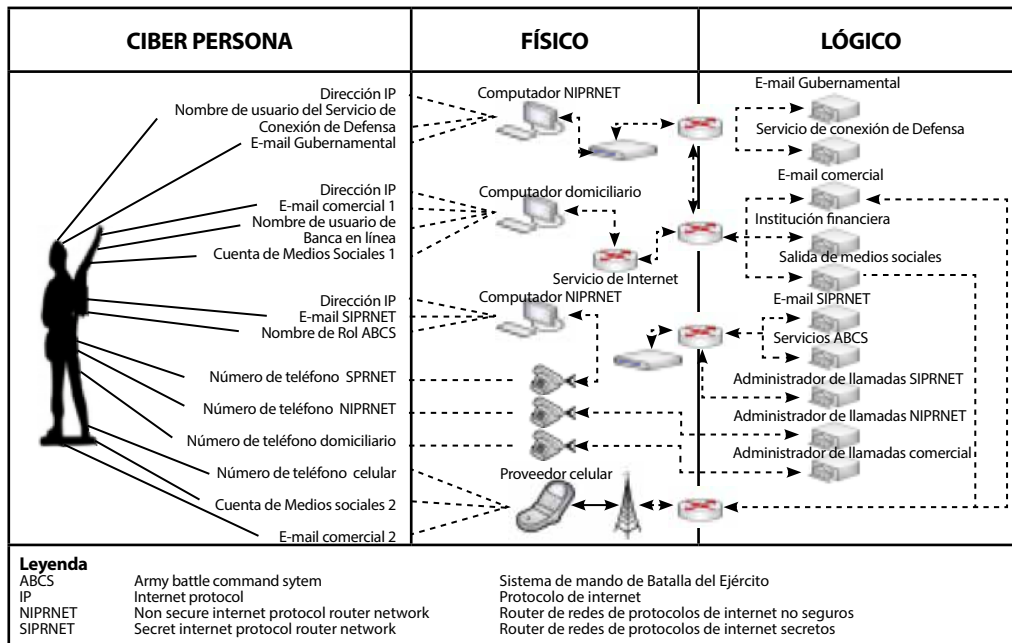 CIBER PERSONA
FÍSICO
LÓGICO
Dirección IP
Nombre de usuario del Servicio de
Conexión de Defensa
E-mail Gubernamental
Dirección IP
E-mail comercial 1
Nombre de usuario de
Banca en línea
Cuenta de Medios Sociales 1
Dirección IP
E-mail SIPRNET
Nombre de Rol ABCS
Número de teléfono SPRNET
Número de teléfono NIPRNET
Número de teléfono domiciliario
Número de teléfono celular
Cuenta de Medios sociales 2
E-mail comercial 2
Computador NIPRNET
Computador domiciliario
Servicio de Internet
Computador NIPRNET
Proveedor celular
E-mail Gubernamental
Servicio de conexión de Defensa
E-mail comercial
Institución financiera
Salida de medios sociales
E-mail SIPRNET
Servicios ABCS
Administrador de llamadas SIPRNET
Administrador de llamadas NIPRNET
Administrador de llamadas comercial
Leyenda
ABCS Army battle command sytem Sistema de mando de Batalla del Ejército
IP Internet protocol Protocolo de internet
NIPRNET Non secure internet protocol router network Router de redes de protocolos de internet no seguros
SIPRNET Secret internet protocol router network Router de redes de protocolos de internet secretos